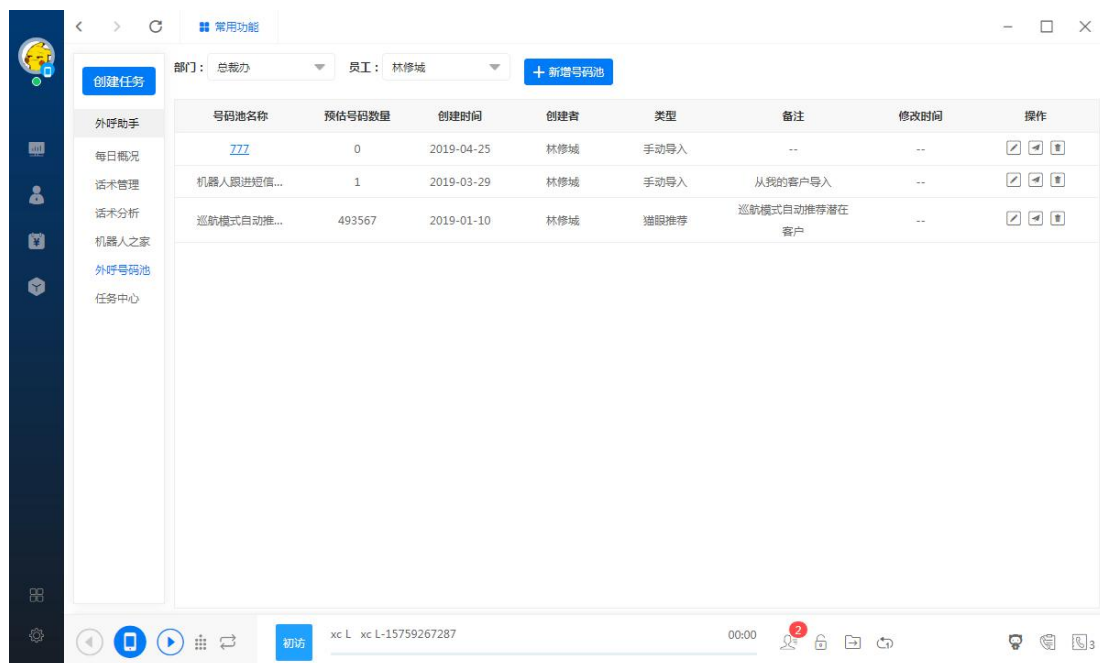 常用功能
部门： 总裁办 员工： 林修城 新增号码池
创建任务
外呼助手
每日概况
话术管理
话术分析
机器人之家
外呼号码池
任务中心
号码池名称 预估号码数量 创建时间 创建者 类型 备注 修改时间 操作
777 0 2019-04-25 林修城 手动导入 -- --
机器人跟进短信... 1 2019-03-29 林修城 手动导入 从我的客户导入 --
巡航模式自动推... 493567 2019-01-10 林修城 猫眼推荐 巡航模式自动推荐潜在 --
客户
初访 xc L xc L-15759267287 00:00 2 3